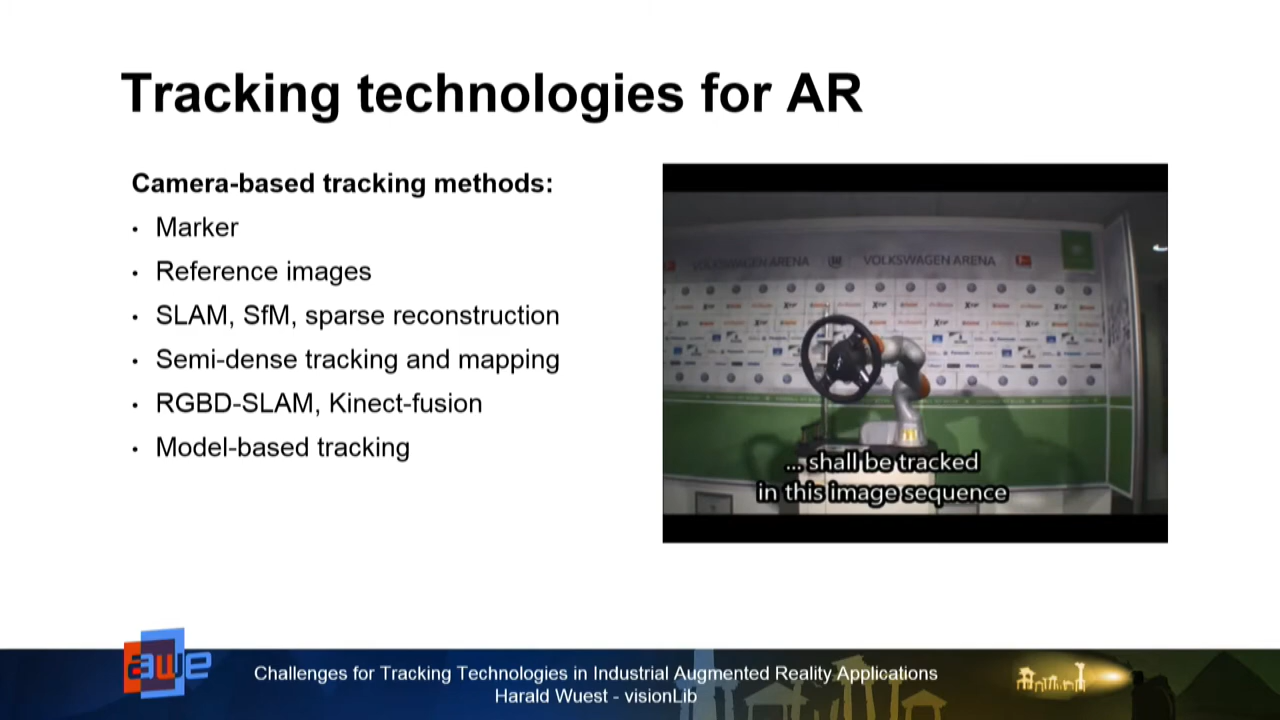 Tracking technologies for AR
Camera-based tracking methods:
• Marker
• Reference images
• SLAM, SfM, sparse reconstruction
• Semi-dense tracking and mapping
• RGBD-SLAM, Kinect-fusion
• Model-based tracking
VOLKSWAGEN ARENA
VOLKSWAGEN ARENA
... shall be tracked
in this image sequence
awe
Challenges for Tracking Technologies in Industrial Augmented Reality Applications
Harald Wuest - visionLib